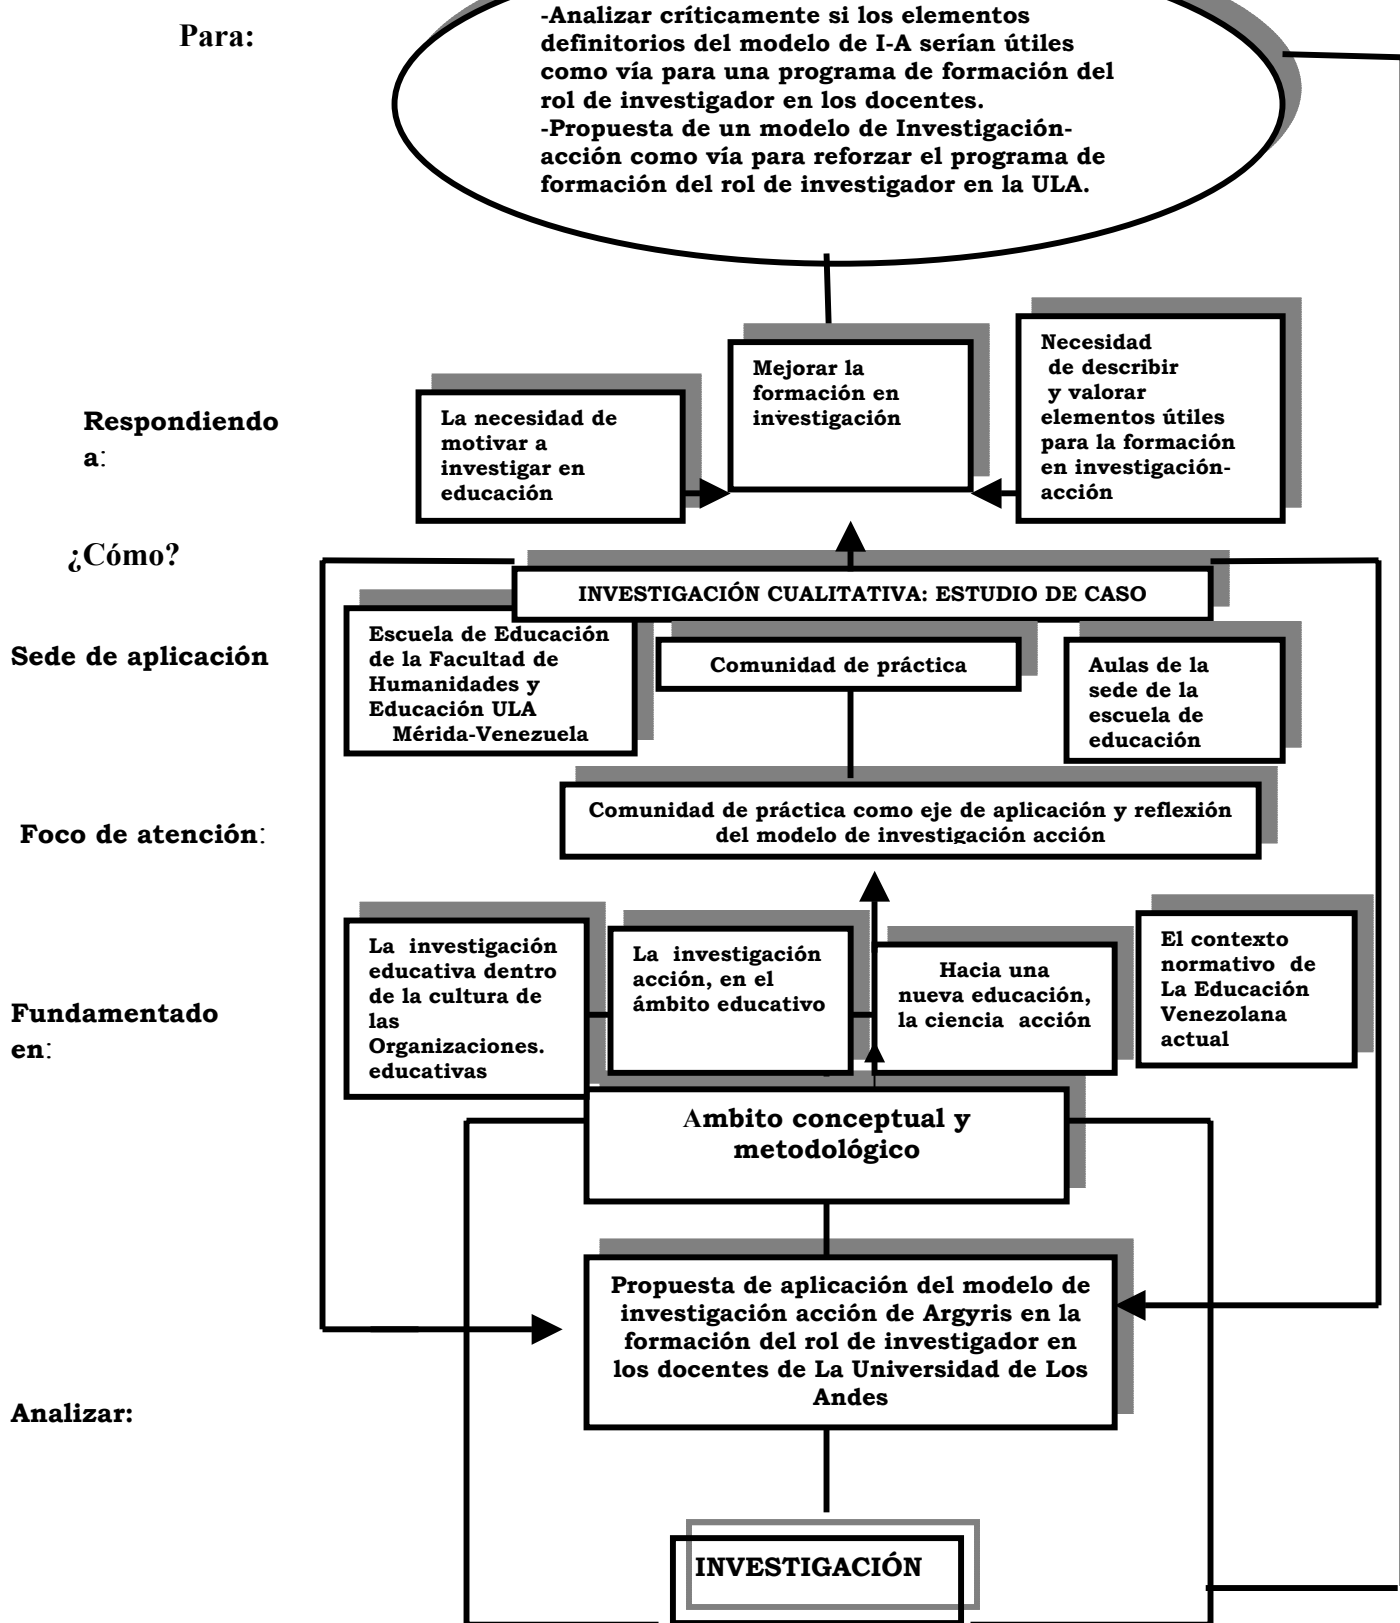 Para:
-Analizar críticamente si los elementos
definitorios del modelo de I-A serían útiles
como vía para una programa de formación del
rol de investigador en los docentes.
-Propuesta de un modelo de Investigación-
acción como vía para reforzar el programa de
formación del rol de investigador en la ULA.
Respondiendo
a:
La necesidad de
motivar a
investigar en
educación
Mejorar la
formación en
investigación
Necesidad
de describir
y valorar
elementos útiles
para la formación
en investigación-
acción
¿Cómo?
INVESTIGACIÓN CUALITATIVA: ESTUDIO DE CASO
Sede de aplicación
Escuela de Educación
de la Facultad de
Humanidades y
Educación ULA
Mérida-Venezuela
Comunidad de práctica
Aulas de la
sede de la
escuela de
educación
Foco de atención:
Comunidad de práctica como eje de aplicación y reflexión
del modelo de investigación acción
Fundamentado
en:
La investigación
educativa dentro
de la cultura de
las
Organizaciones.
educativas
La investigación
acción, en el
ámbito educativo
Hacia una
nueva educación,
la ciencia acción
El contexto
normativo de
La Educación
Venezolana
actual
Ambito conceptual y
metodológico
Propuesta de aplicación del modelo de
investigación acción de Argyris en la
formación del rol de investigador en
los docentes de La Universidad de Los
Andes
Analizar:
INVESTIGACIÓN